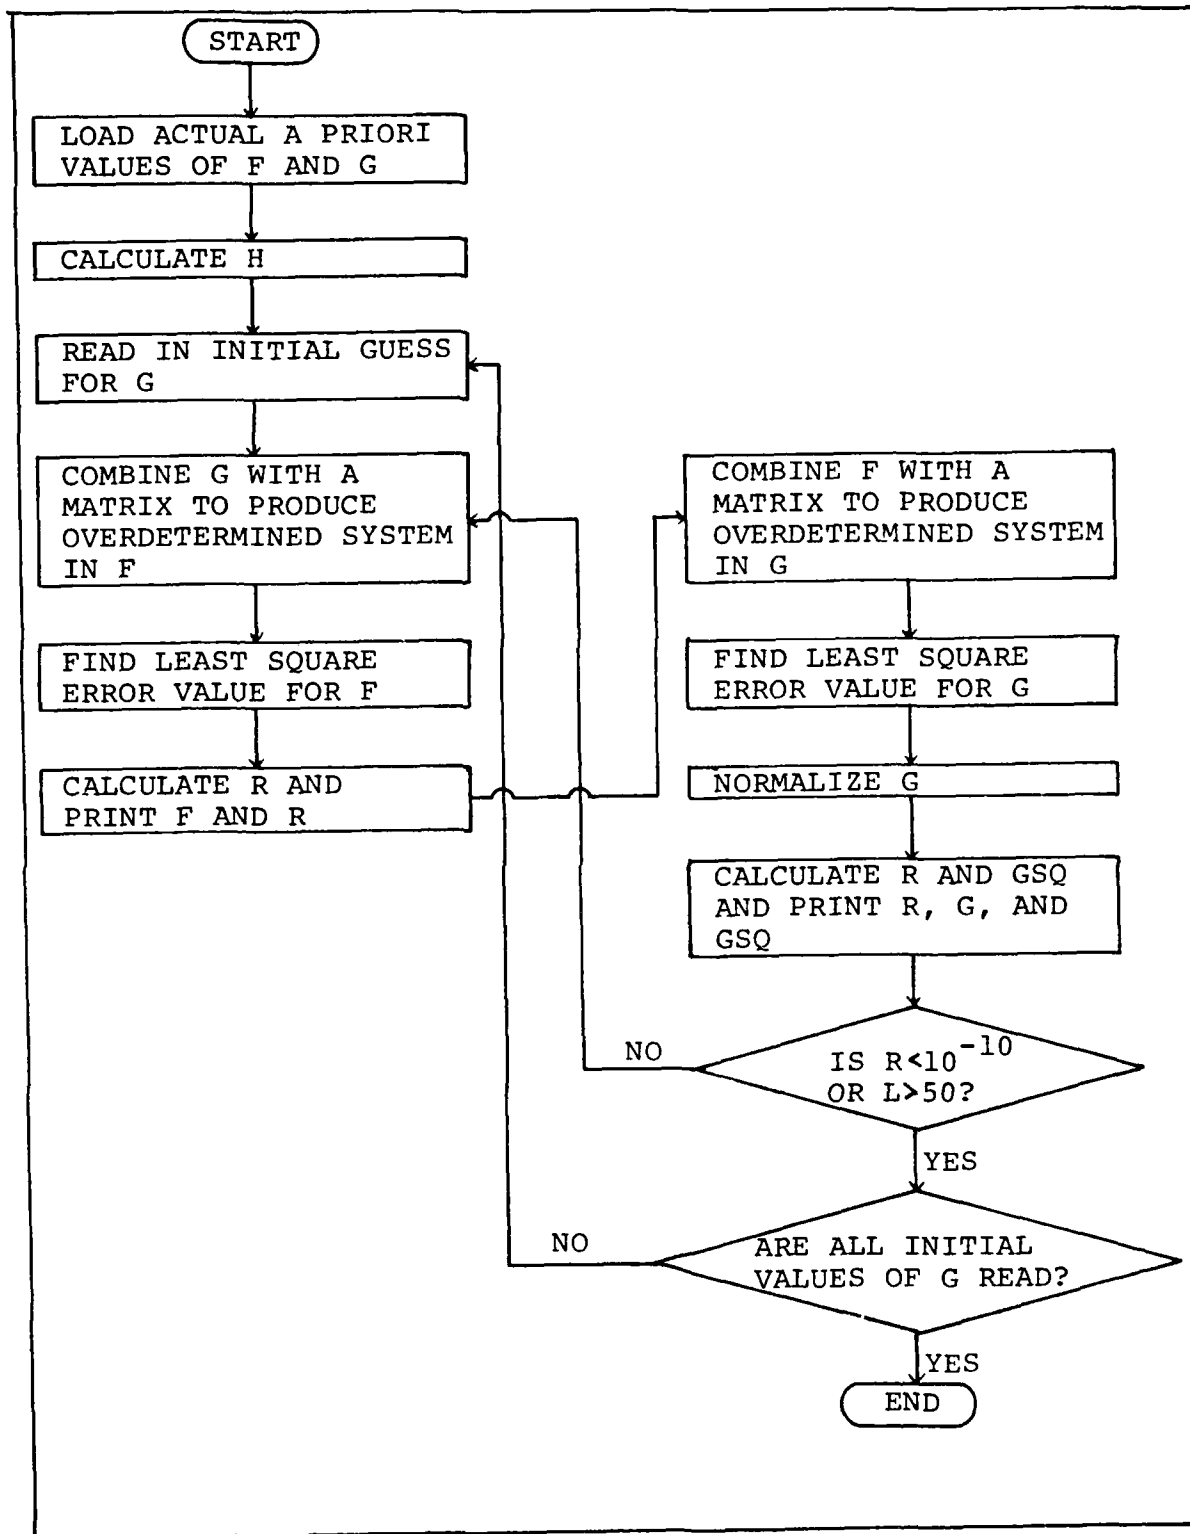 START
LOAD ACTUAL A PRIORI
VALUES OF F AND G
CALCULATE H
READ IN INITIAL GUESS
FOR G
COMBINE G WITH A
MATRIX TO PRODUCE
OVERDETERMINED SYSTEM
IN F
FIND LEAST SQUARE
ERROR VALUE FOR F
CALCULATE R AND
PRINT F AND R
COMBINE F WITH A
MATRIX TO PRODUCE
OVERDETERMINED SYSTEM
IN G
FIND LEAST SQUARE
ERROR VALUE FOR G
NORMALIZE G
CALCULATE R AND GSQ
AND PRINT R, G, AND
GSQ
NO
IS R<10⁻¹⁰
OR L>50?
YES
NO
ARE ALL INITIAL
VALUES OF G READ?
YES
END